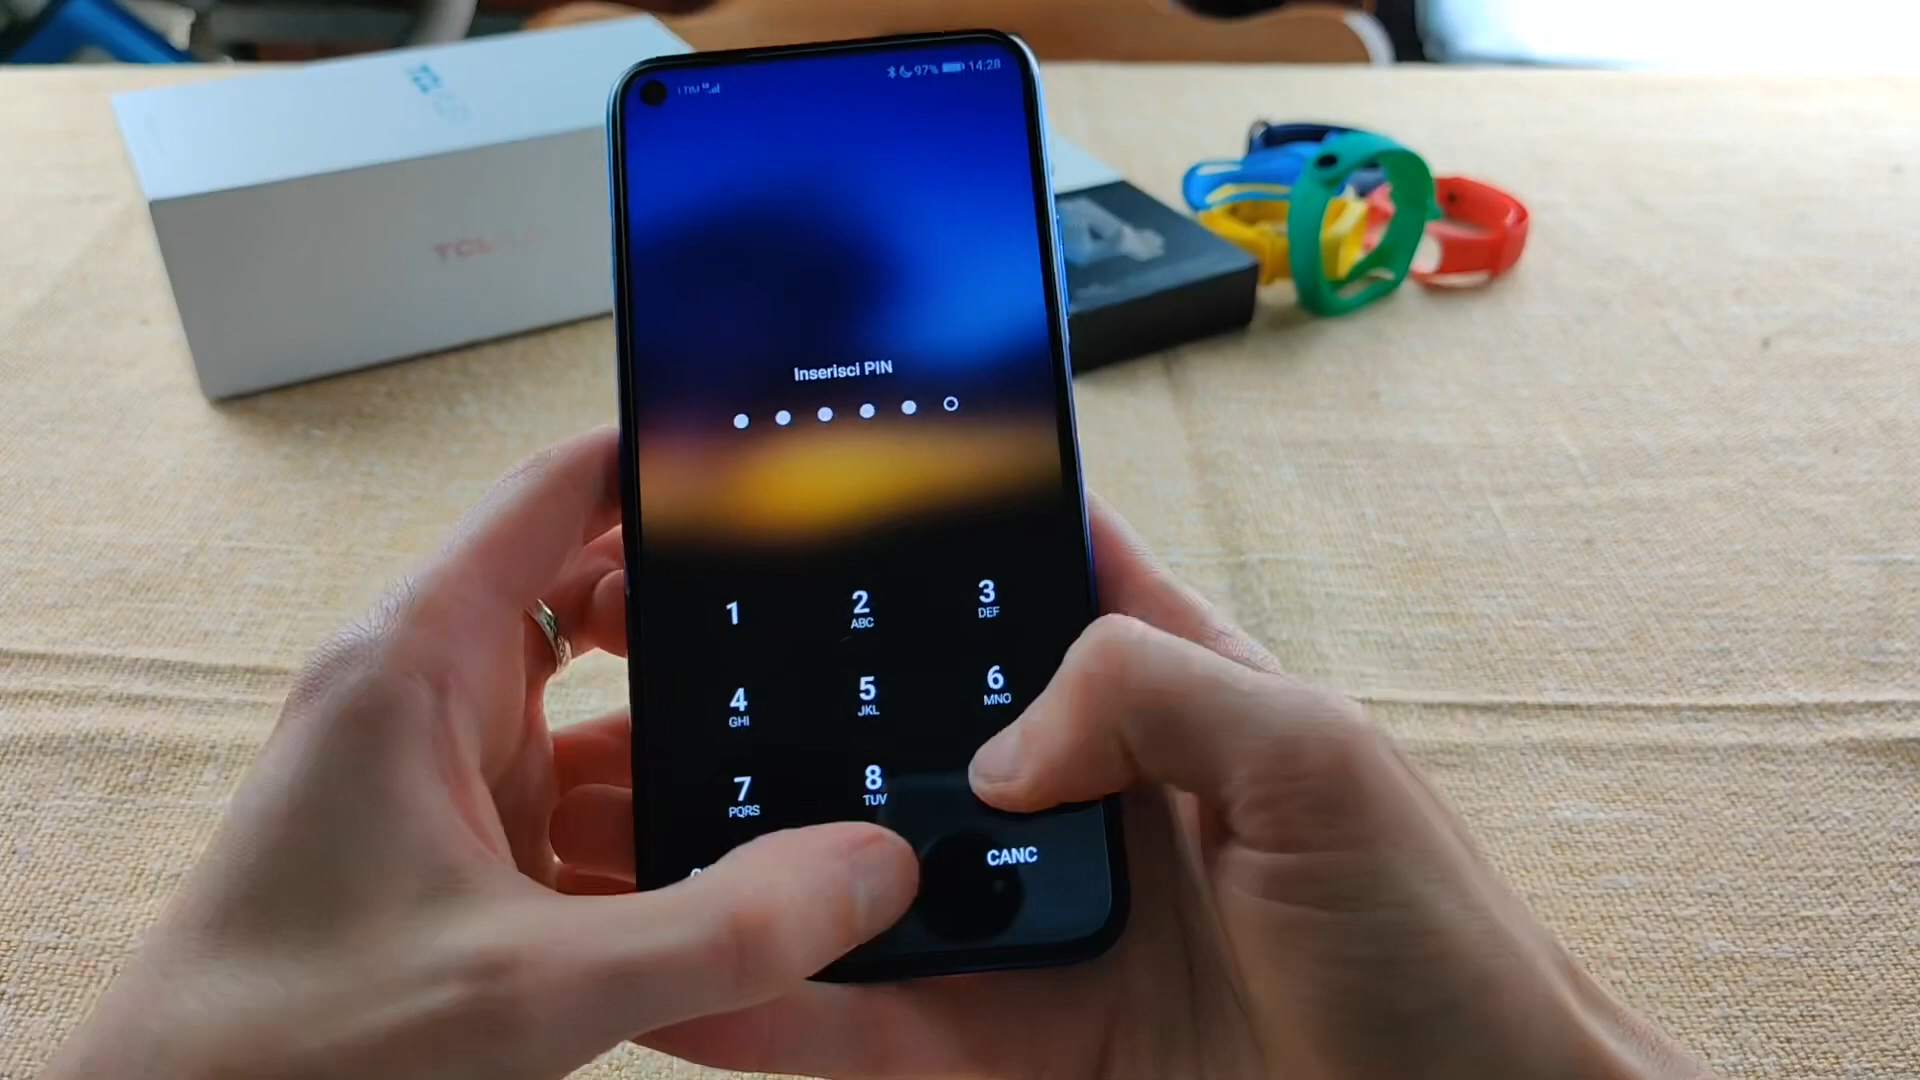 TCL
TIM
97% 14:28
Inserisci PIN
1
2
ABC
3
DEF
4
GHI
5
JKL
6
MNO
7
PQRS
8
TUV
CANC